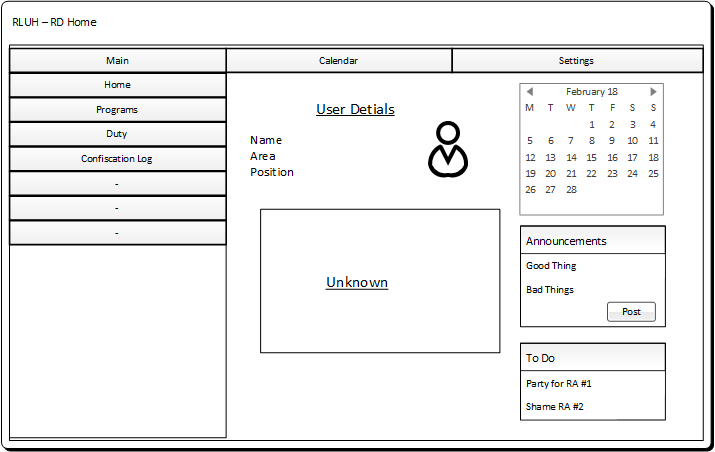 RLUH – RD Home
Main Calendar Settings
Home
Programs
Duty
Confiscation Log
-
-
-
User Detials
Name
Area
Position
Unknown
February 18
M T W T F S S
1 2 3 4
5 6 7 8 9 10 11
12 13 14 15 16 17 18
19 20 21 22 23 24 25
26 27 28
Announcements
Good Thing
Bad Things
Post
To Do
Party for RA #1
Shame RA #2